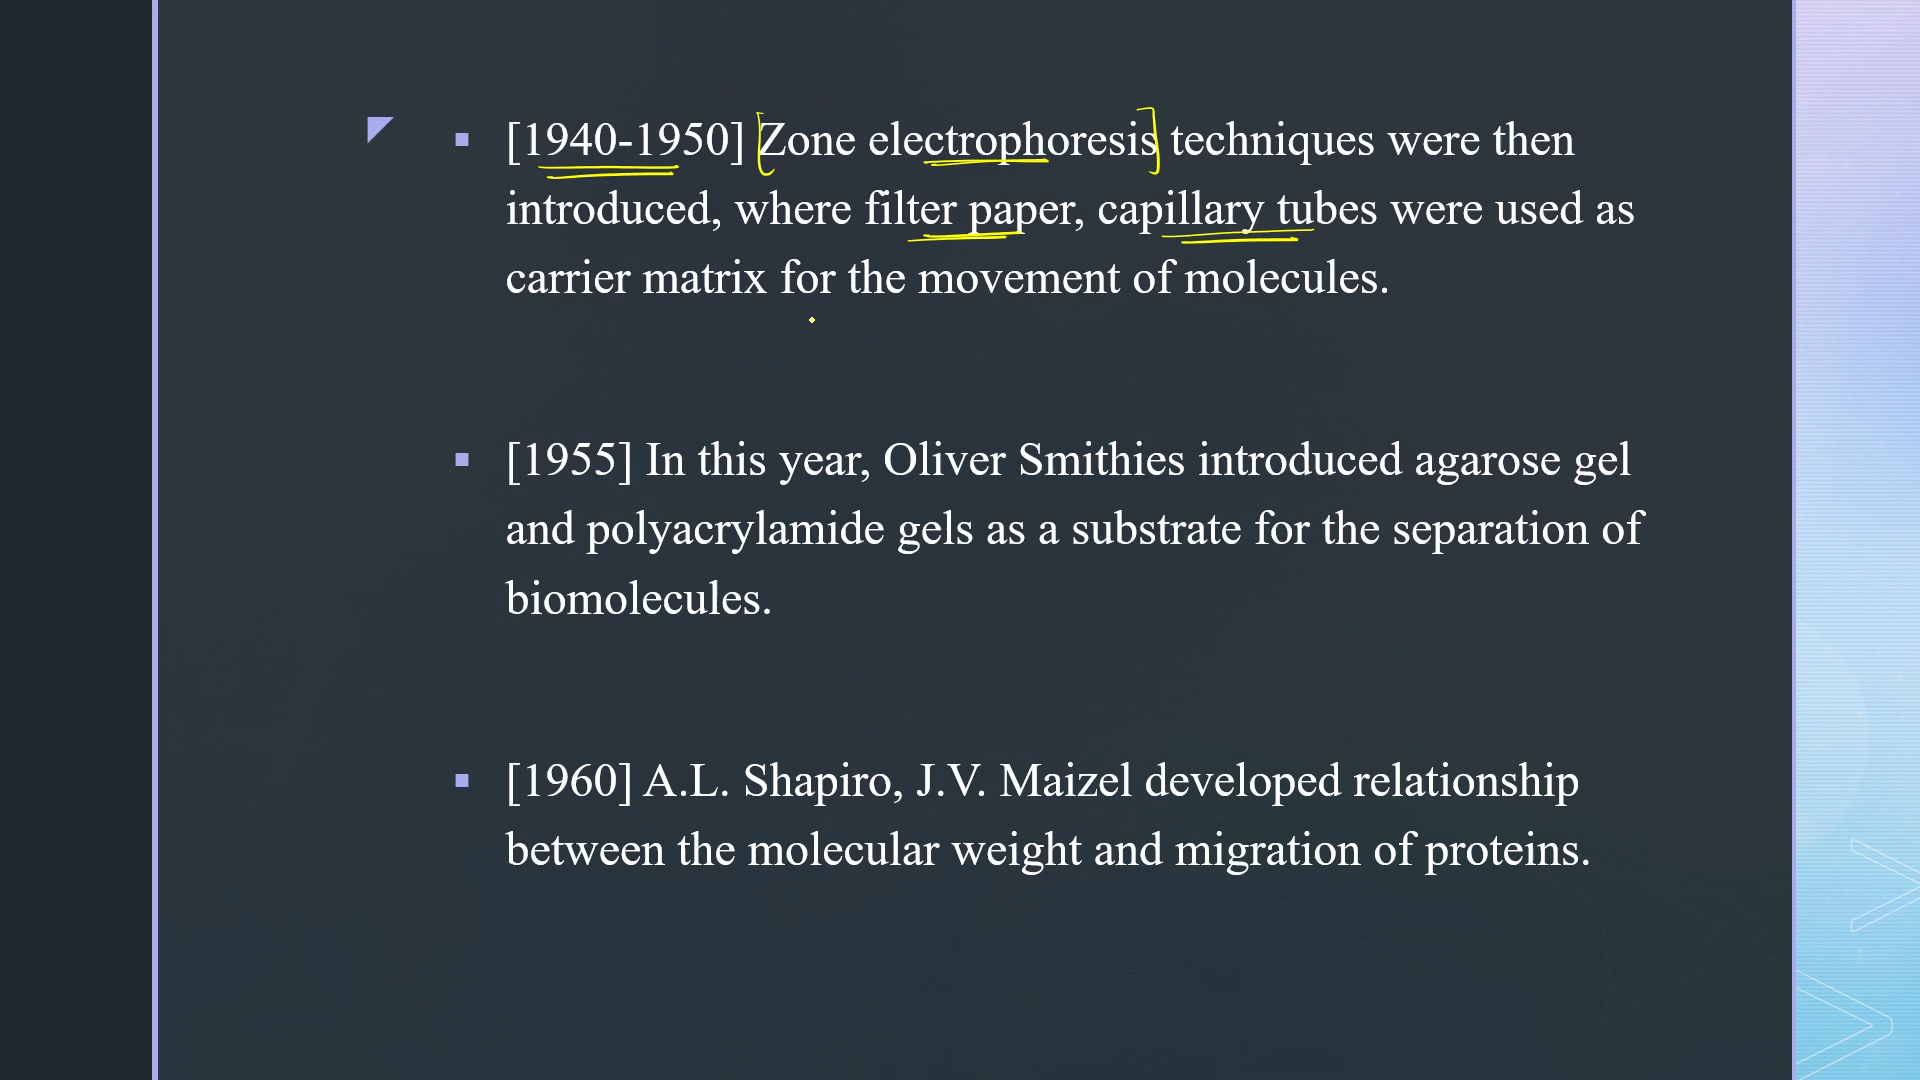 [1940-1950] Zone electrophoresis techniques were then
introduced, where filter paper, capillary tubes were used as
carrier matrix for the movement of molecules.
[1955] In this year, Oliver Smithies introduced agarose gel
and polyacrylamide gels as a substrate for the separation of
biomolecules.
[1960] A.L. Shapiro, J.V. Maizel developed relationship
between the molecular weight and migration of proteins.